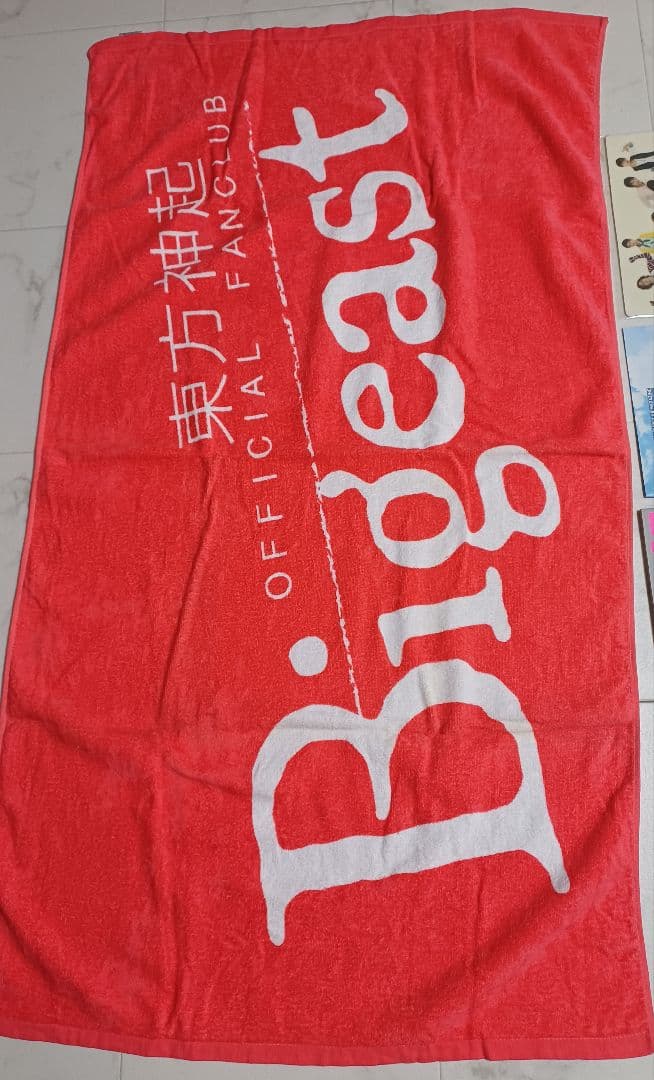 東方神起
OFFICIAL FANCLUB
Bigeast